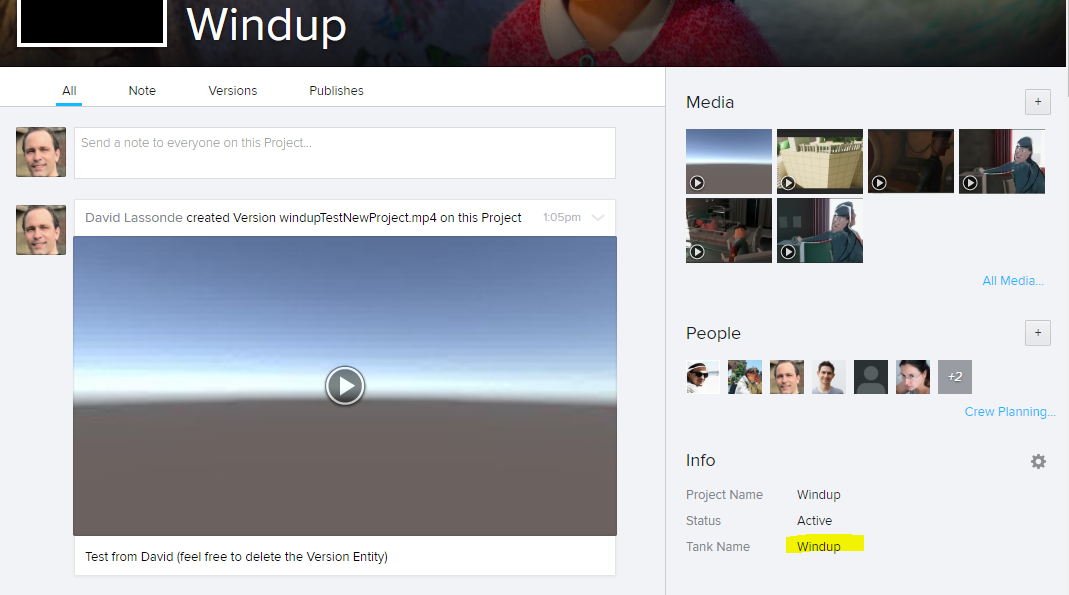 Windup
All Note Versions Publishes
Send a note to everyone on this Project...
David Lassonde created Version windupTestNewProject.mp4 on this Project 1:05pm
Test from David (feel free to delete the Version Entity)
Media +
All Media...
People +
+2
Crew Planning...
Info
Project Name Windup
Status Active
Tank Name Windup